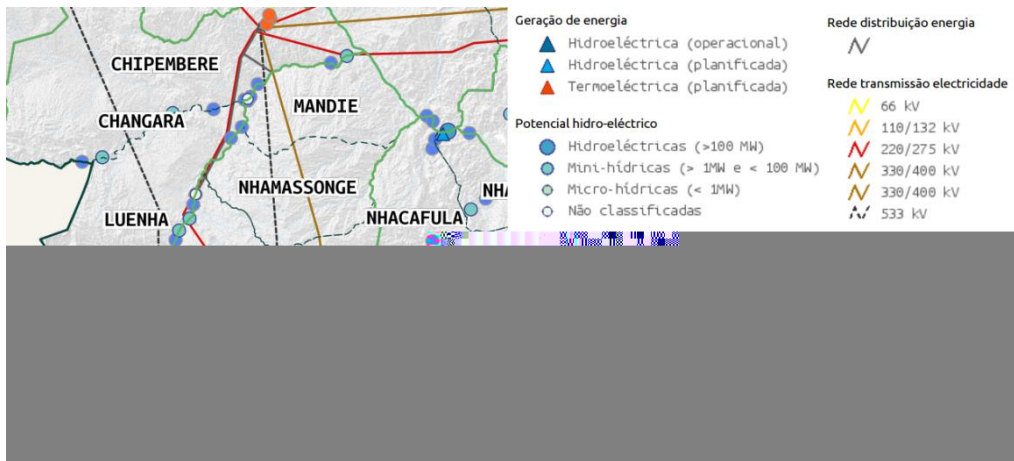 CHIPEMBERE
MANDIE
CHANGARA
NHAMASSONGE
NHA
LUENHA
NHACAFULA
Geração de energia
Hidroeléctrica (operacional)
Hidroeléctrica (planificada)
Termoeléctrica (planificada)
Potencial hidro-eléctrico
Hidroeléctricas (>100 MW)
Mini-hídricas (> 1MW e < 100 MW)
Micro-hídricas (< 1MW)
Não classificadas
Rede distribuição energia
Rede transmissão electricidade
66 kV
110/132 kV
220/275 kV
330/400 kV
330/400 kV
533 kV